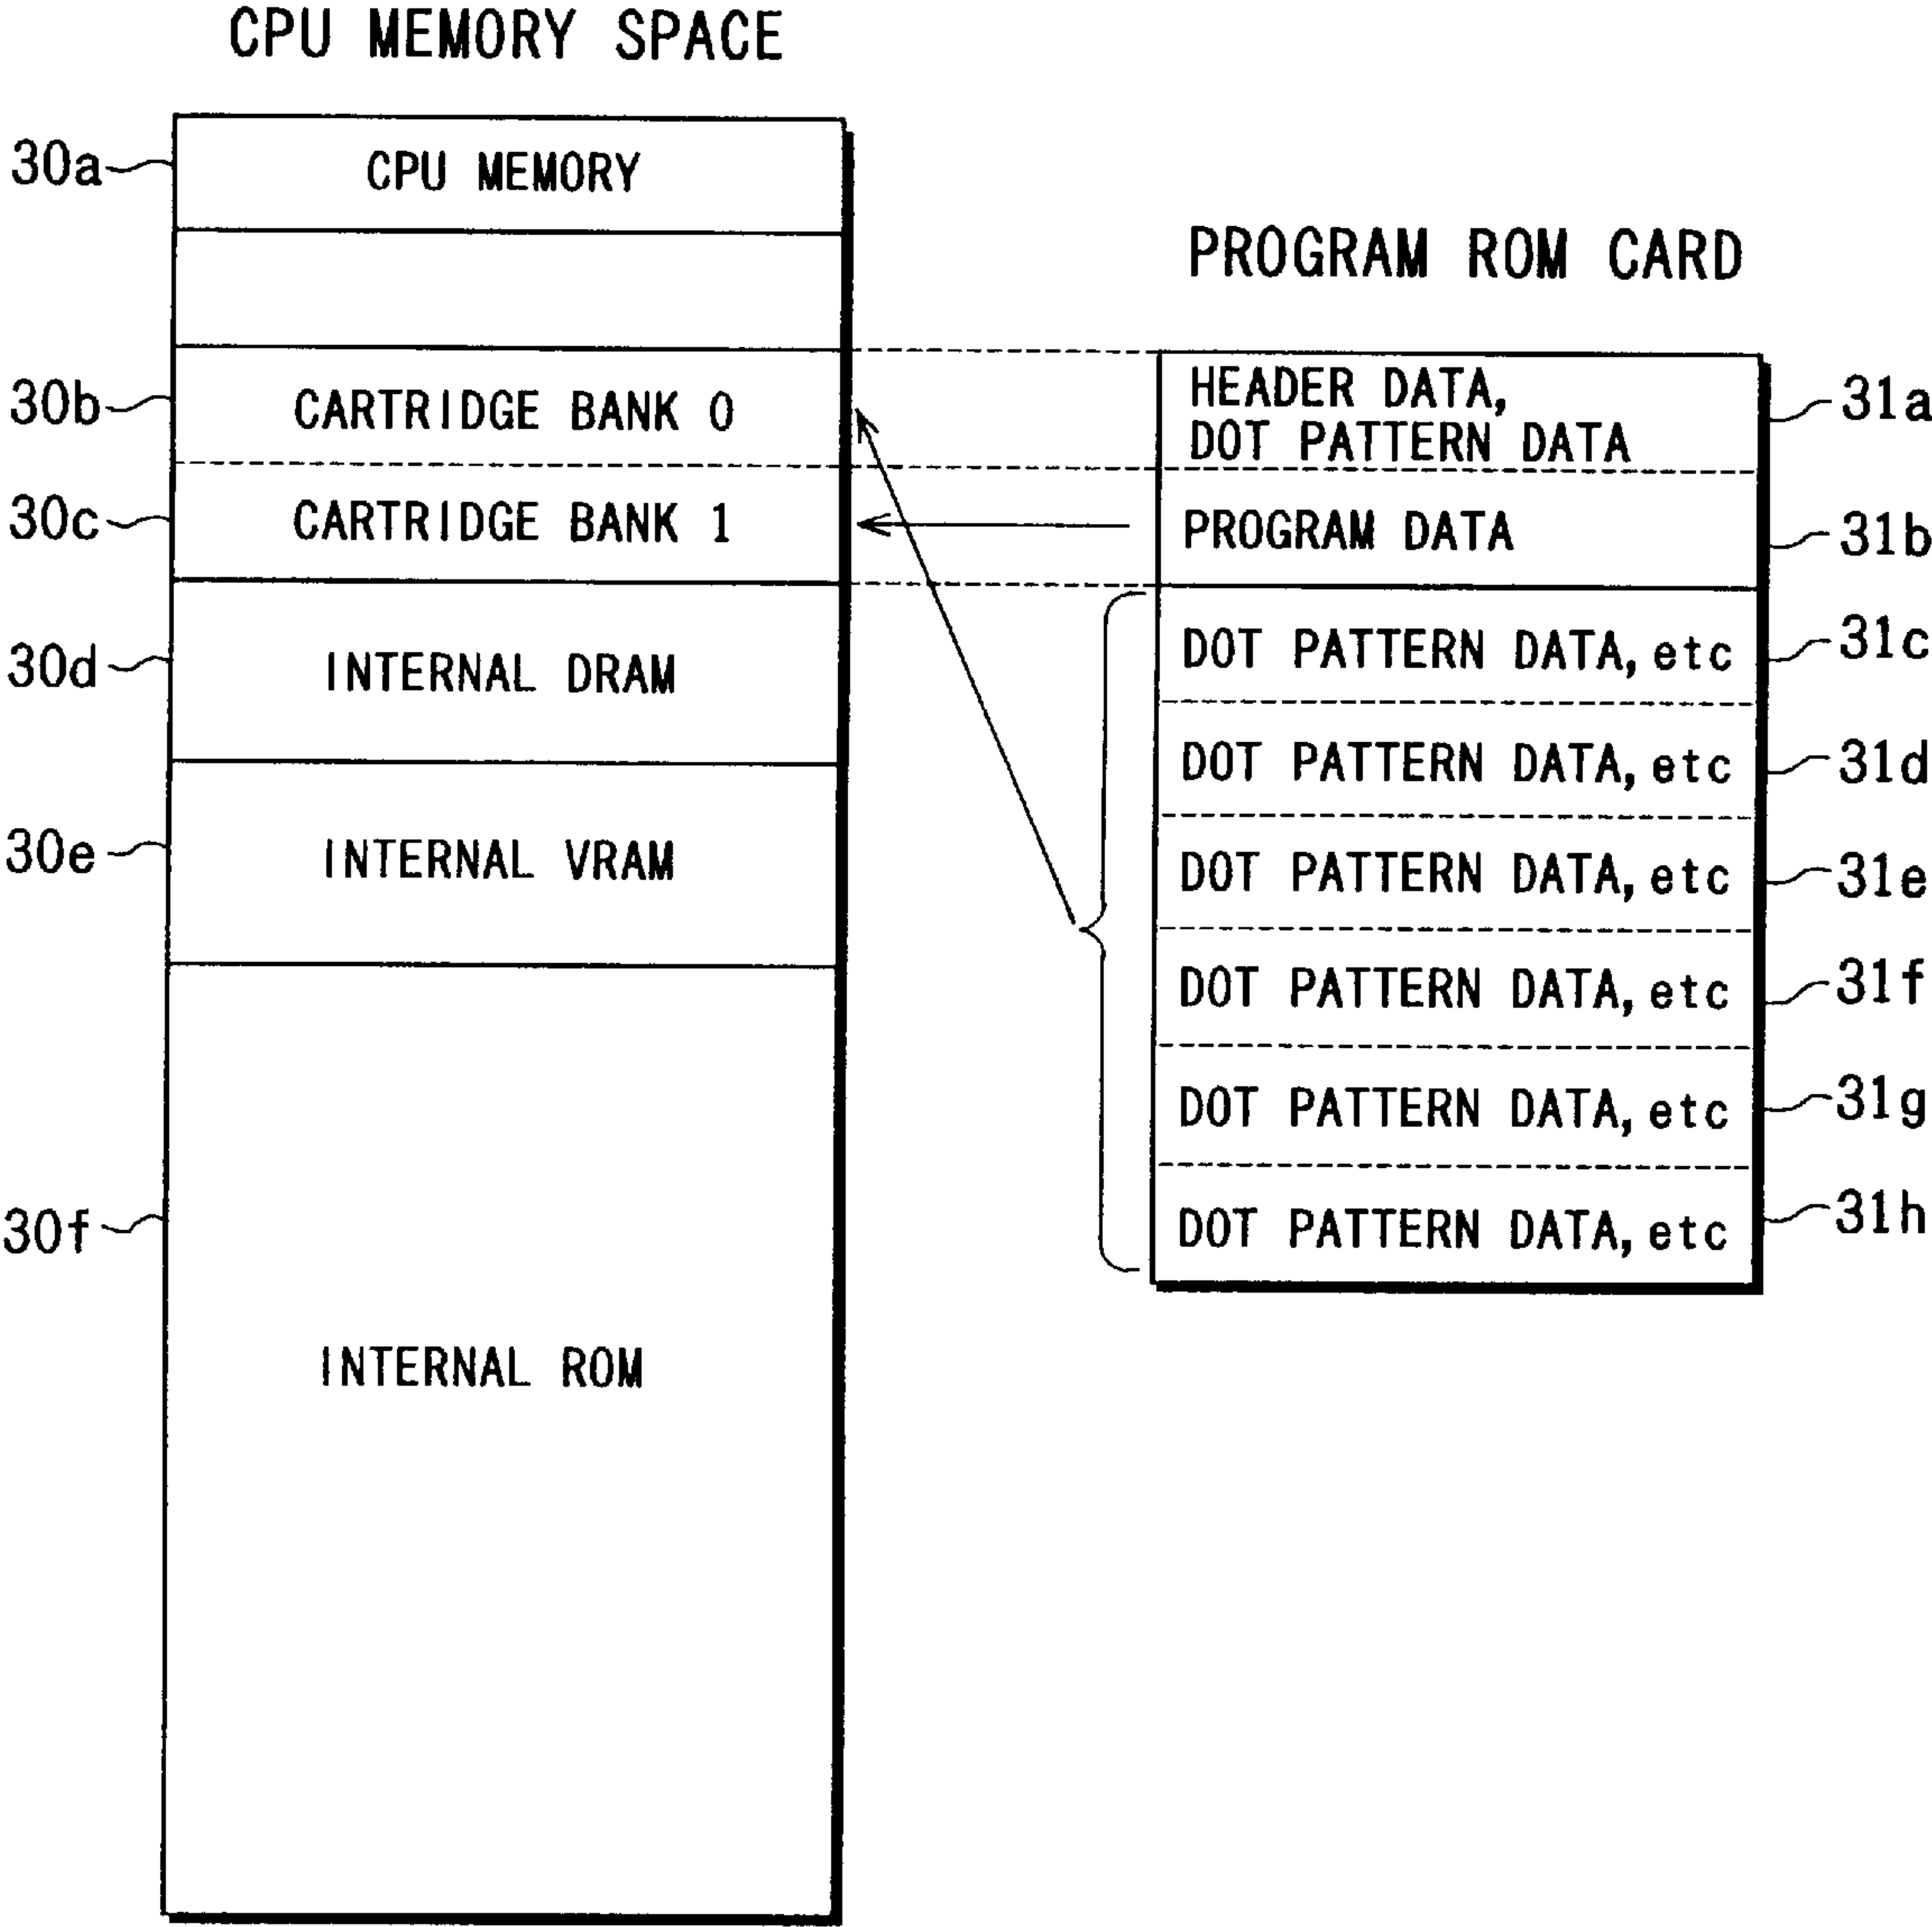 CPU MEMORY SPACE
30a
CPU MEMORY
30b
CARTRIDGE BANK 0
30c
CARTRIDGE BANK 1
30d
INTERNAL DRAM
30e
INTERNAL VRAM
30f
INTERNAL ROM
PROGRAM ROM CARD
HEADER DATA,
DOT PATTERN DATA
31a
PROGRAM DATA
31b
DOT PATTERN DATA, etc
31c
DOT PATTERN DATA, etc
31d
DOT PATTERN DATA, etc
31e
DOT PATTERN DATA, etc
31f
DOT PATTERN DATA, etc
31g
DOT PATTERN DATA, etc
31h